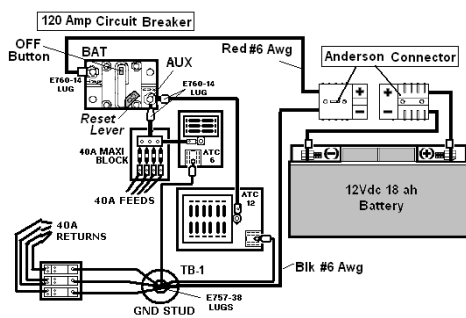 120 Amp Circuit Breaker
OFF
Button
BAT
E760-14
LUG
AUX
E760-14
LUG
Red #6 Awg
Anderson Connector
+
−
+
−
Reset
Lever
40A MAXI
BLOCK
ATC
6
40A FEEDS
ATC
12
−
+
12Vdc 18 ah
Battery
40A
RETURNS
TB-1
Blk #6 Awg
E757-38
LUGS
GND STUD